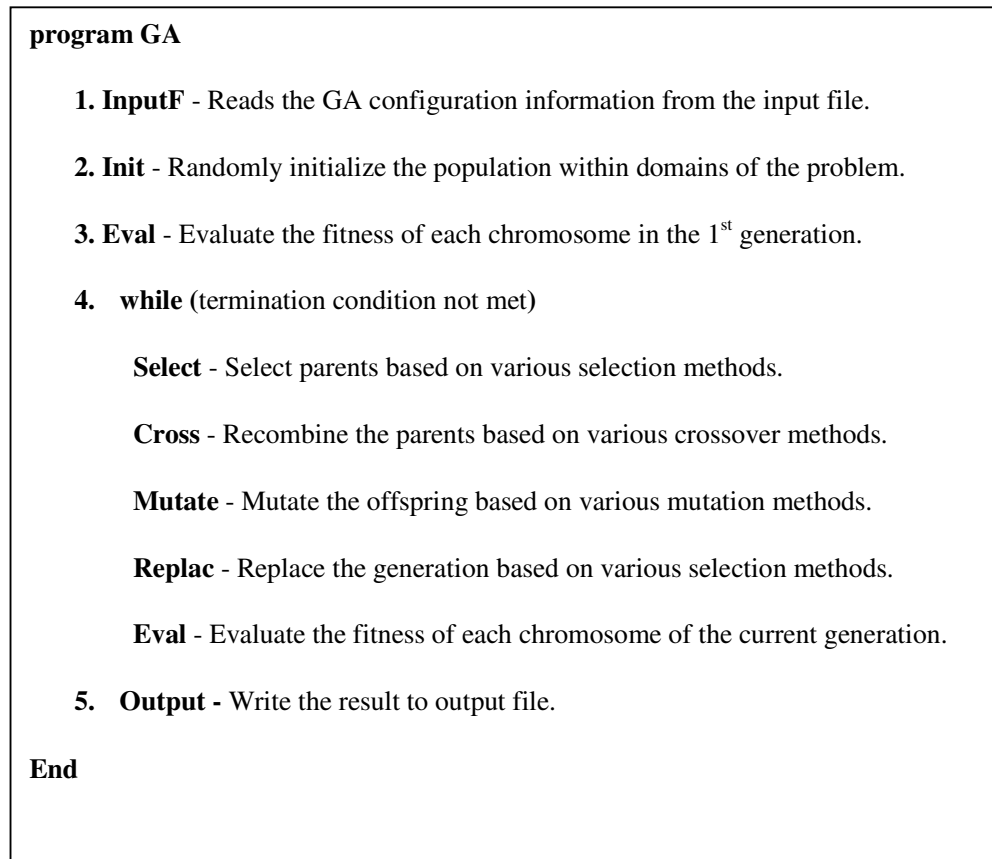 program GA
1. InputF - Reads the GA configuration information from the input file.
2. Init - Randomly initialize the population within domains of the problem.
3. Eval - Evaluate the fitness of each chromosome in the 1st generation.
4. while (termination condition not met)
Select - Select parents based on various selection methods.
Cross - Recombine the parents based on various crossover methods.
Mutate - Mutate the offspring based on various mutation methods.
Replac - Replace the generation based on various selection methods.
Eval - Evaluate the fitness of each chromosome of the current generation.
5. Output - Write the result to output file.
End